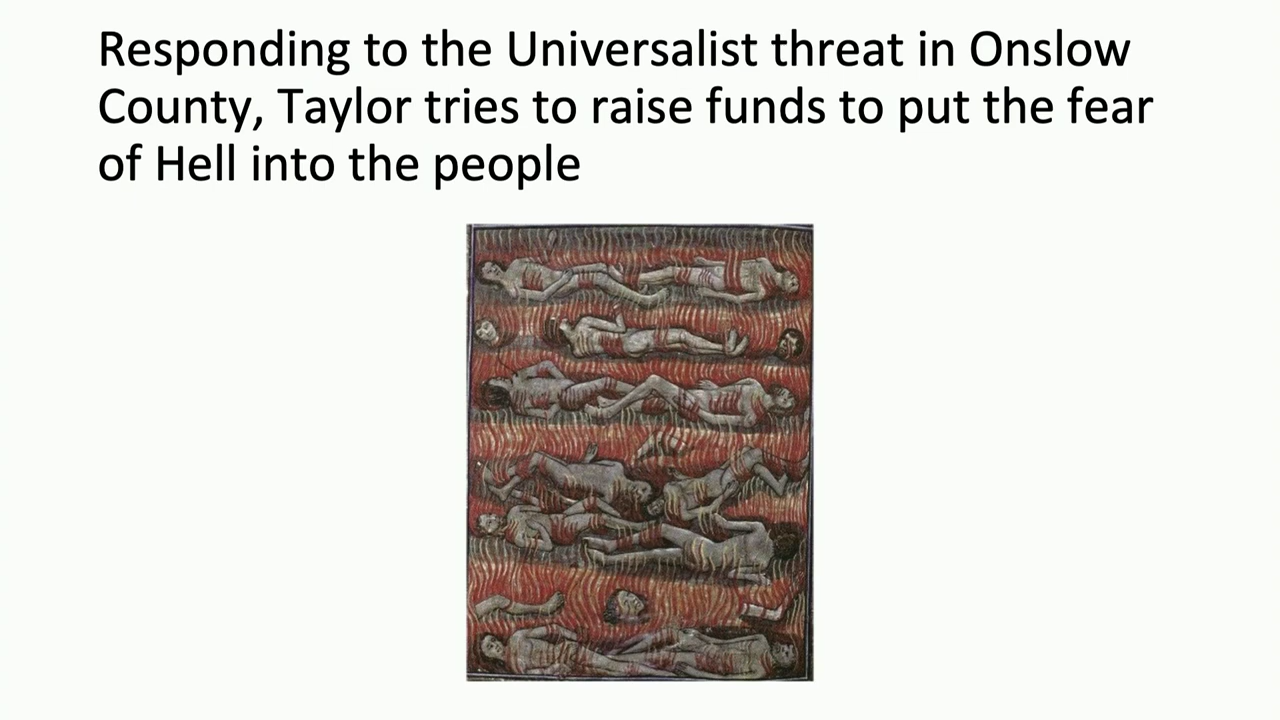 Responding to the Universalist threat in Onslow
County, Taylor tries to raise funds to put the fear
of Hell into the people